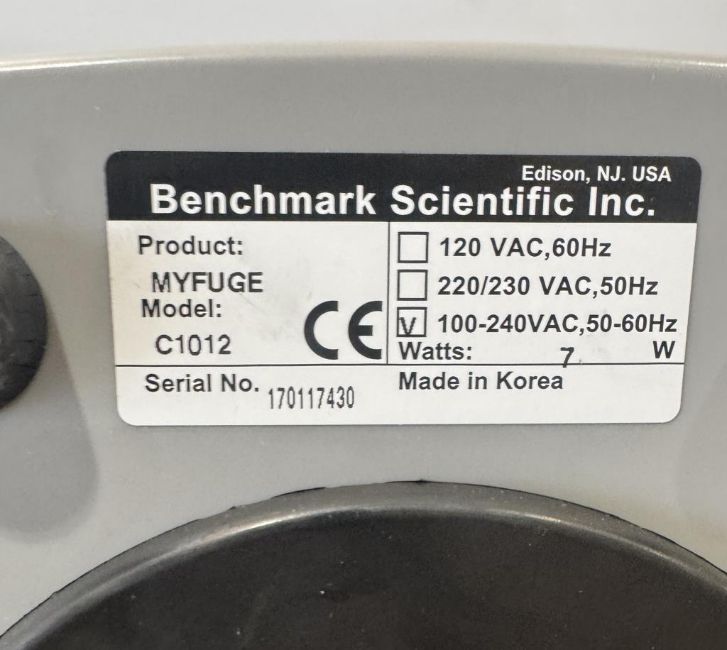 Edison, NJ. USA
Benchmark Scientific Inc.
Product:
MYFUGE
Model:
C1012
CE
Serial No. 170117430
120 VAC,60Hz
220/230 VAC,50Hz
V 100-240VAC,50-60Hz
Watts: 7 W
Made in Korea